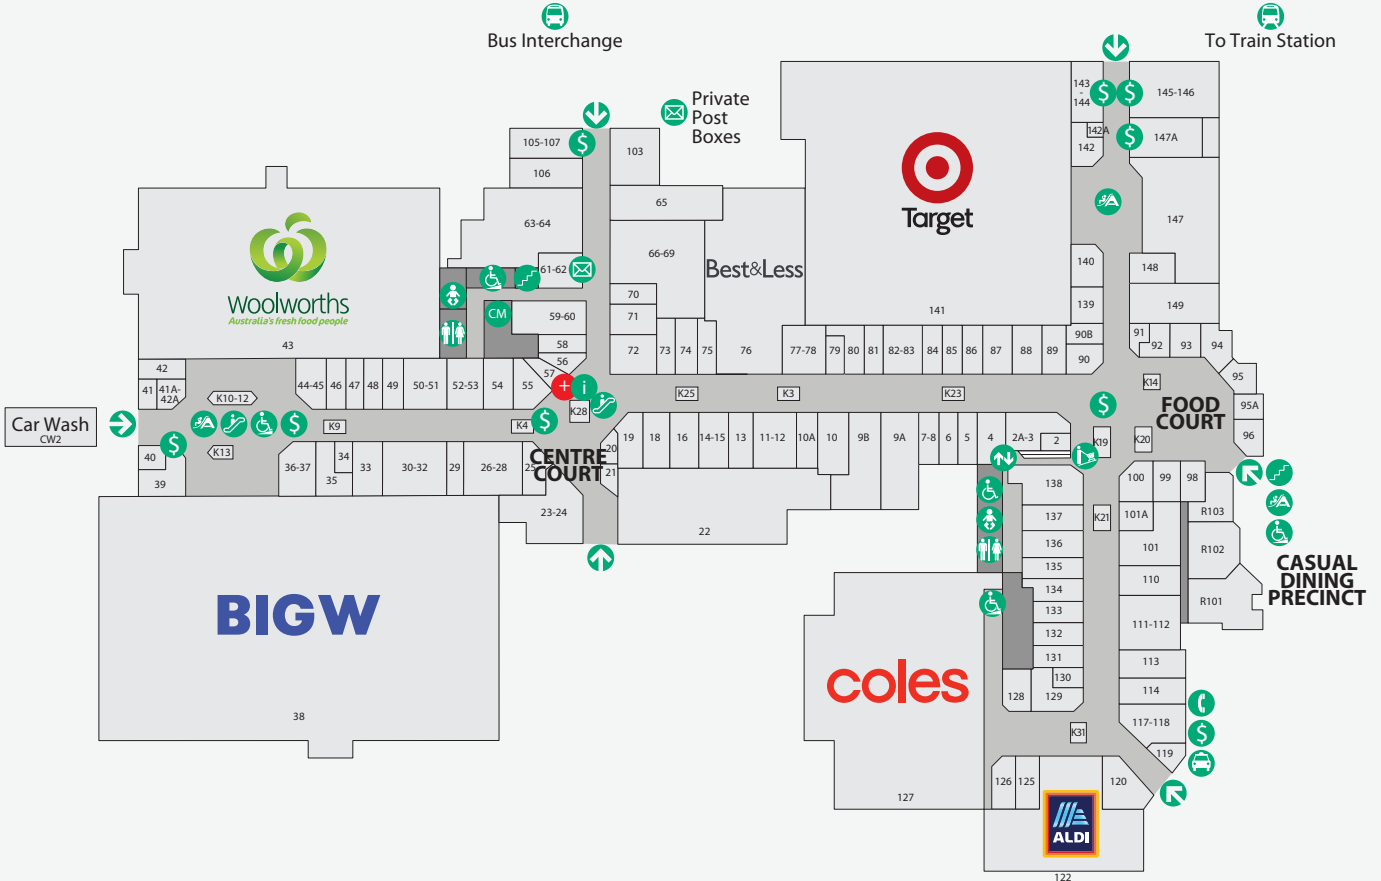 Bus Interchange
To Train Station
Private
Post
Boxes
143
-
144
$
$
145-146
105-107
$
103
142A
$
147A
142
106
Target
65
63-64
147
66-69
Best&Less
61-62
140
148
70
Woolworths
Australia's fresh food people
CM
59-60
71
139
149
141
43
58
72
73
74
75
76
77-78
79
80
81
82-83
84
85
86
87
88
89
90B
90
91
92
93
94
56
57
42
41
41A-
42A
K10-12
44-45
46
47
48
49
50-51
52-53
54
55
i
K28
K25
K3
K23
K14
95
95A
96
$
FOOD
COURT
Car Wash
CW2
$
$
K9
K4
$
K13
CENTRE
COURT
20
21
19
18
16
14-15
13
11-12
10A
10
9B
9A
7-8
6
5
4
2A-3
2
K19
K20
40
39
36-37
34
35
33
30-32
29
26-28
25
23-24
22
138
137
136
135
134
133
132
131
130
129
128
K21
100
99
98
101A
101
110
111-112
113
114
117-118
119
R103
R102
R101
CASUAL
DINING
PRECINCT
BIGW
38
coles
127
K31
$
126
125
120
ALDI
122